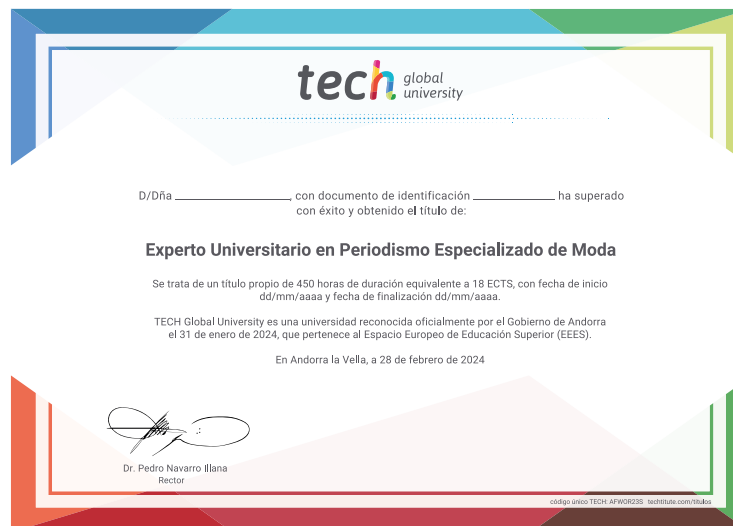 tech global
university
D/Dña ____________________, con documento de identificación ______________ ha superado
con éxito y obtenido el título de:
Experto Universitario en Periodismo Especializado de Moda
Se trata de un título propio de 450 horas de duración equivalente a 18 ECTS, con fecha de inicio
dd/mm/aaaa y fecha de finalización dd/mm/aaaa.
TECH Global University es una universidad reconocida oficialmente por el Gobierno de Andorra
el 31 de enero de 2024, que pertenece al Espacio Europeo de Educación Superior (EEES).
En Andorra la Vella, a 28 de febrero de 2024
Dr. Pedro Navarro Illana
Rector
código único TECH: AFWOR23S techtitute.com/titulos